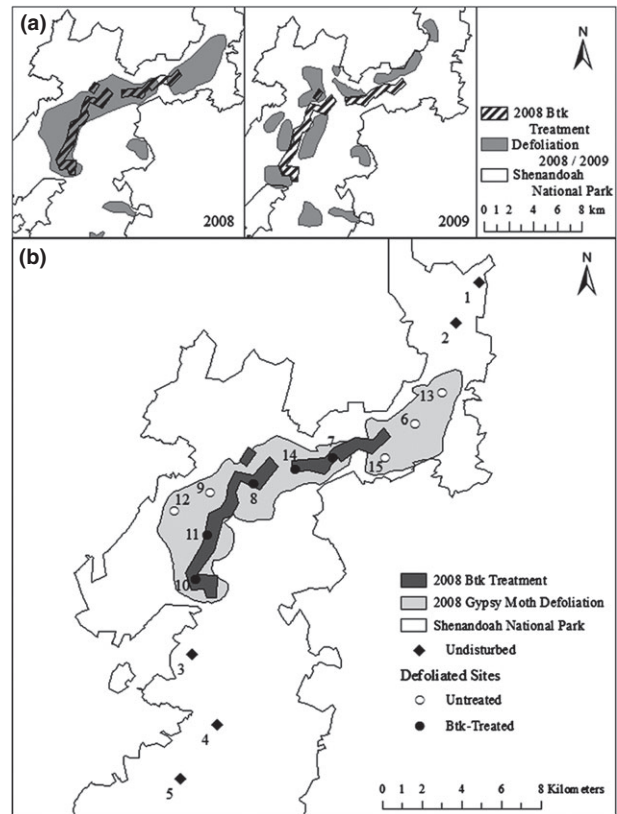 (a)
2008
2009
N
2008 Btk
Treatment
Defoliation
2008 / 2009
Shenandoah
National Park
0 1 2 4 6 8
km
(b)
N
1
2
13
6
15
7
14
8
9
12
11
10
3
4
5
2008 Btk Treatment
2008 Gypsy Moth Defoliation
Shenandoah National Park
Undisturbed
Defoliated Sites
Untreated
Btk-Treated
0 1 2 4 6 8 Kilometers